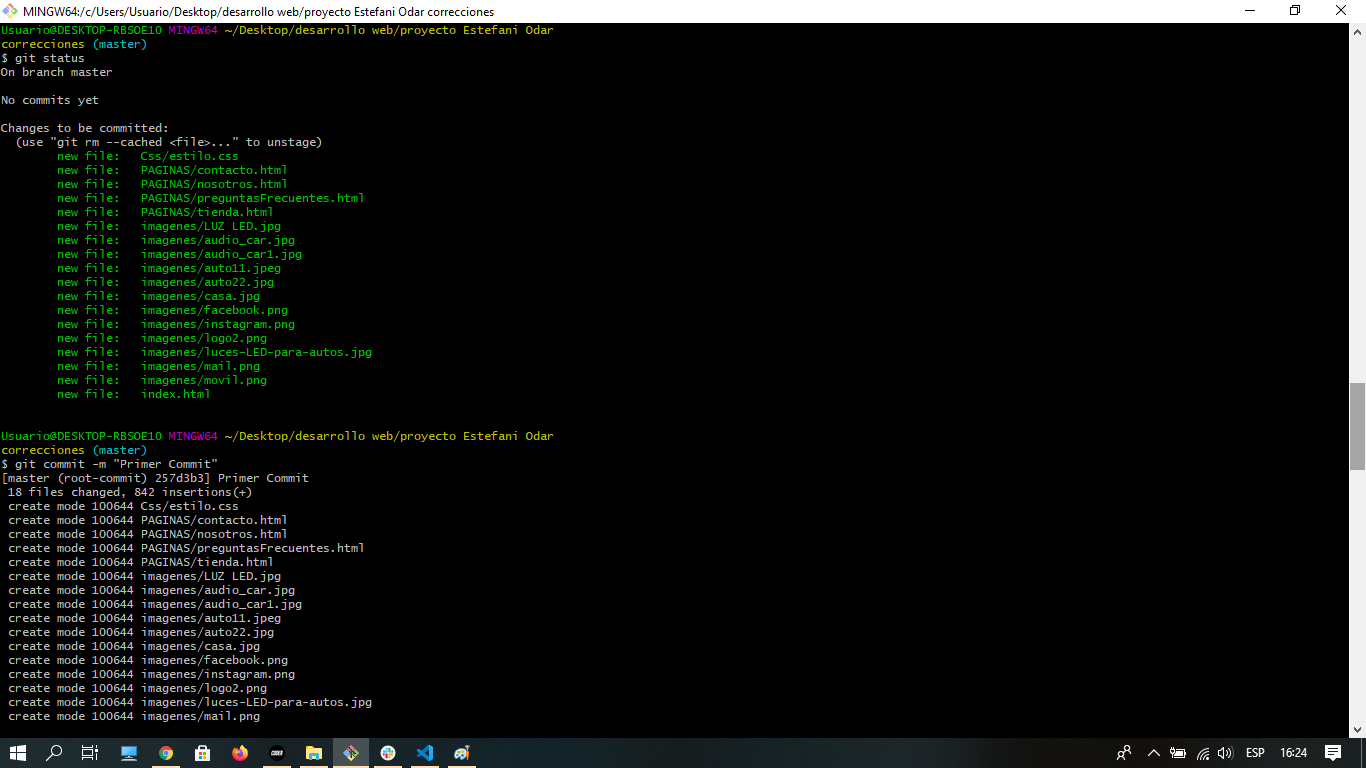 MINGW64:/c/Users/Usuario/Desktop/desarrollo web/proyecto Estefani Odar correcciones
Usuario@DESKTOP-RBSOE1O MINGW64 ~/Desktop/desarrollo web/proyecto Estefani Odar
correcciones (master)
$ git status
On branch master
No commits yet
Changes to be committed:
(use "git rm --cached <file>..." to unstage)
new file: Css/estilo.css
new file: PAGINAS/contacto.html
new file: PAGINAS/nosotros.html
new file: PAGINAS/preguntasFrecuentes.html
new file: PAGINAS/tienda.html
new file: imagenes/LUZ LED.jpg
new file: imagenes/audio_car.jpg
new file: imagenes/audio_car1.jpg
new file: imagenes/auto11.jpeg
new file: imagenes/auto22.jpg
new file: imagenes/casa.jpg
new file: imagenes/facebook.png
new file: imagenes/instagram.png
new file: imagenes/logo2.png
new file: imagenes/luces-LED-para-autos.jpg
new file: imagenes/mail.png
new file: imagenes/movil.png
new file: index.html
Usuario@DESKTOP-RBSOE1O MINGW64 ~/Desktop/desarrollo web/proyecto Estefani Odar
correcciones (master)
$ git commit -m "Primer Commit"
[master (root-commit) 257d3b3] Primer Commit
18 files changed, 842 insertions(+)
create mode 100644 Css/estilo.css
create mode 100644 PAGINAS/contacto.html
create mode 100644 PAGINAS/nosotros.html
create mode 100644 PAGINAS/preguntasFrecuentes.html
create mode 100644 PAGINAS/tienda.html
create mode 100644 imagenes/LUZ LED.jpg
create mode 100644 imagenes/audio_car.jpg
create mode 100644 imagenes/audio_car1.jpg
create mode 100644 imagenes/auto11.jpeg
create mode 100644 imagenes/auto22.jpg
create mode 100644 imagenes/casa.jpg
create mode 100644 imagenes/facebook.png
create mode 100644 imagenes/instagram.png
create mode 100644 imagenes/logo2.png
create mode 100644 imagenes/luces-LED-para-autos.jpg
create mode 100644 imagenes/mail.png
CODER
ESP
16:24